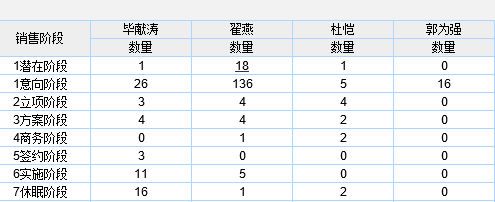 销售阶段 毕献涛 翟燕 杜恺 郭为强
数量 数量 数量 数量
1潜在阶段 1 18 1 0
1意向阶段 26 136 5 16
2立项阶段 3 4 4 0
3方案阶段 4 4 2 0
4商务阶段 0 1 2 0
5签约阶段 3 0 0 0
6实施阶段 11 5 0 0
7休眠阶段 16 1 2 0